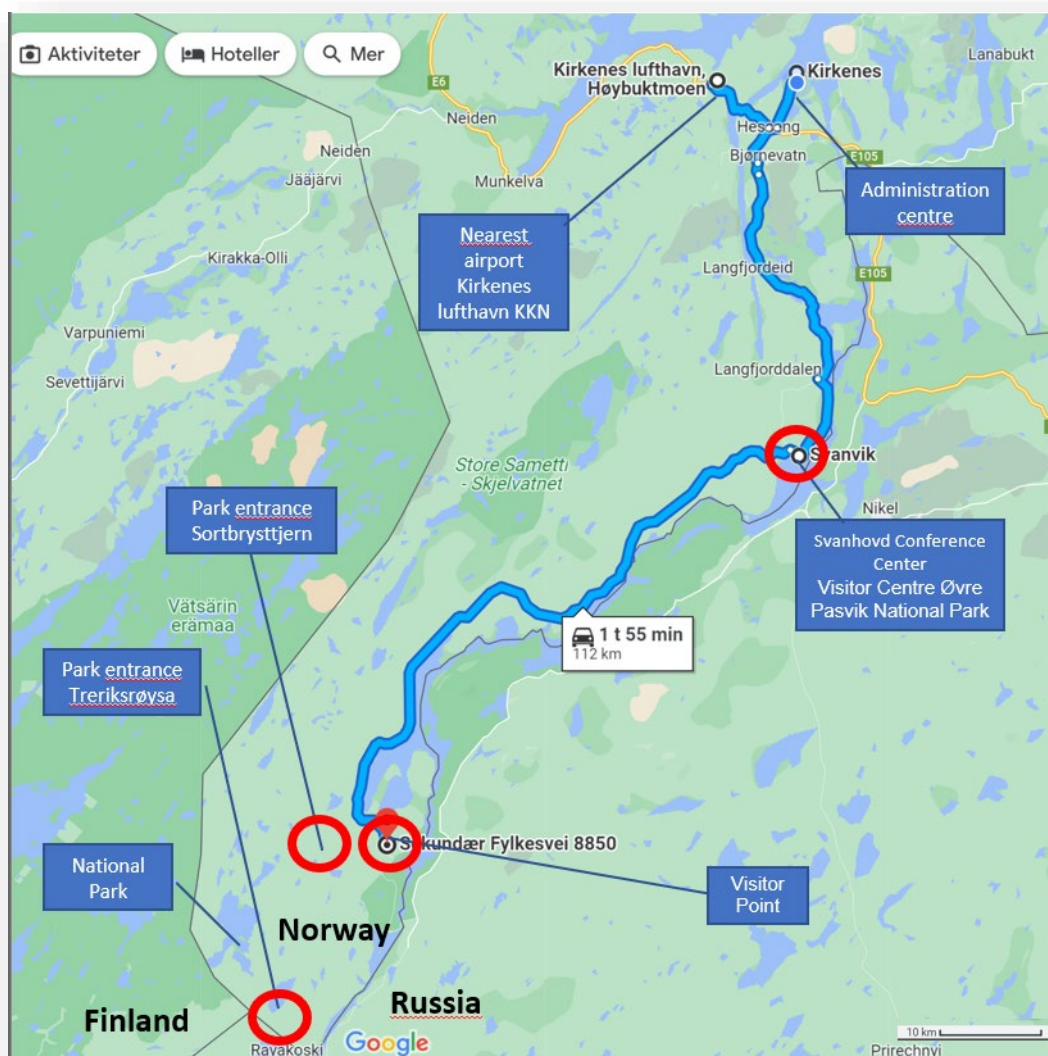 Aktiviteter
Hoteller
Mer
Kirkenes lufthavn,
Høybuktmoen
Kirkenes
Lanabukt
E6
Neiden
Hesseng
Neiden
Jääjärvi
Munkelva
Bjørnevatn
E105
Administration
centre
Nearest
airport
Kirkenes
lufthavn KKN
Kirakka-Olli
Langfjordeid
E105
Varpuniemi
Sevettijärvi
Langfjorddalen
Store Sametti
- Skjelvatnet
Svanvik
Nikel
Park entrance
Sortbrysttjern
Svanhovd Conference
Center
Visitor Centre Øvre
Pasvik National Park
Vätsärin
erämaa
1 t 55 min
112 km
Park entrance
Treriksrøysa
Sekundær Fylkesvei 8850
National
Park
Visitor
Point
Norway
Russia
Finland
Google
10 km
Ravakoski
Prirechnyi